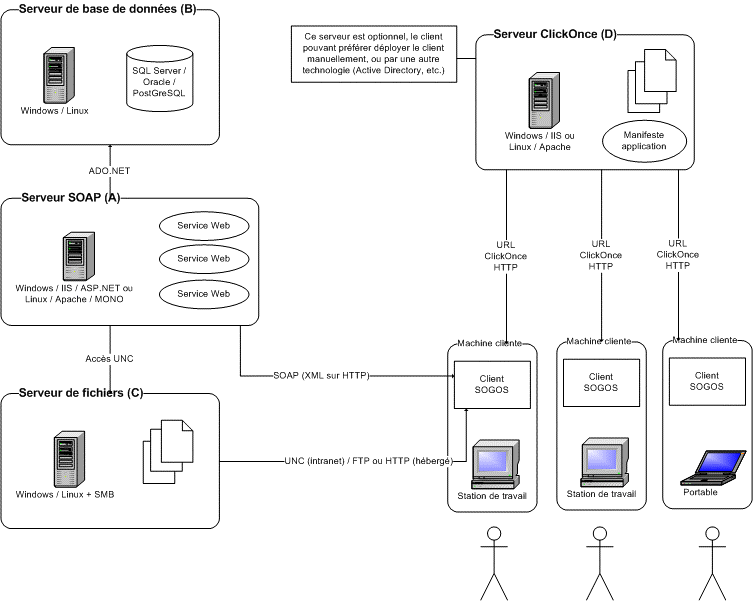 Serveur de base de données (B)
SQL Server /
Oracle /
PostGreSQL
Windows / Linux
ADO.NET
Serveur SOAP (A)
Service Web
Service Web
Service Web
Windows / IIS / ASP.NET ou
Linux / Apache / MONO
Accès UNC
Serveur de fichiers (C)
Windows / Linux + SMB
SOAP (XML sur HTTP)
UNC (intranet) / FTP ou HTTP (hébergé)
Ce serveur est optionnel, le client
pouvant préférer déployer le client
manuellement, ou par une autre
technologie (Active Directory, etc.)
Serveur ClickOnce (D)
Windows / IIS ou
Linux / Apache
Manifeste
application
URL
ClickOnce
HTTP
URL
ClickOnce
HTTP
URL
ClickOnce
HTTP
Machine cliente
Client
SOGOS
Station de travail
Machine cliente
Client
SOGOS
Station de travail
Machine cliente
Client
SOGOS
Portable